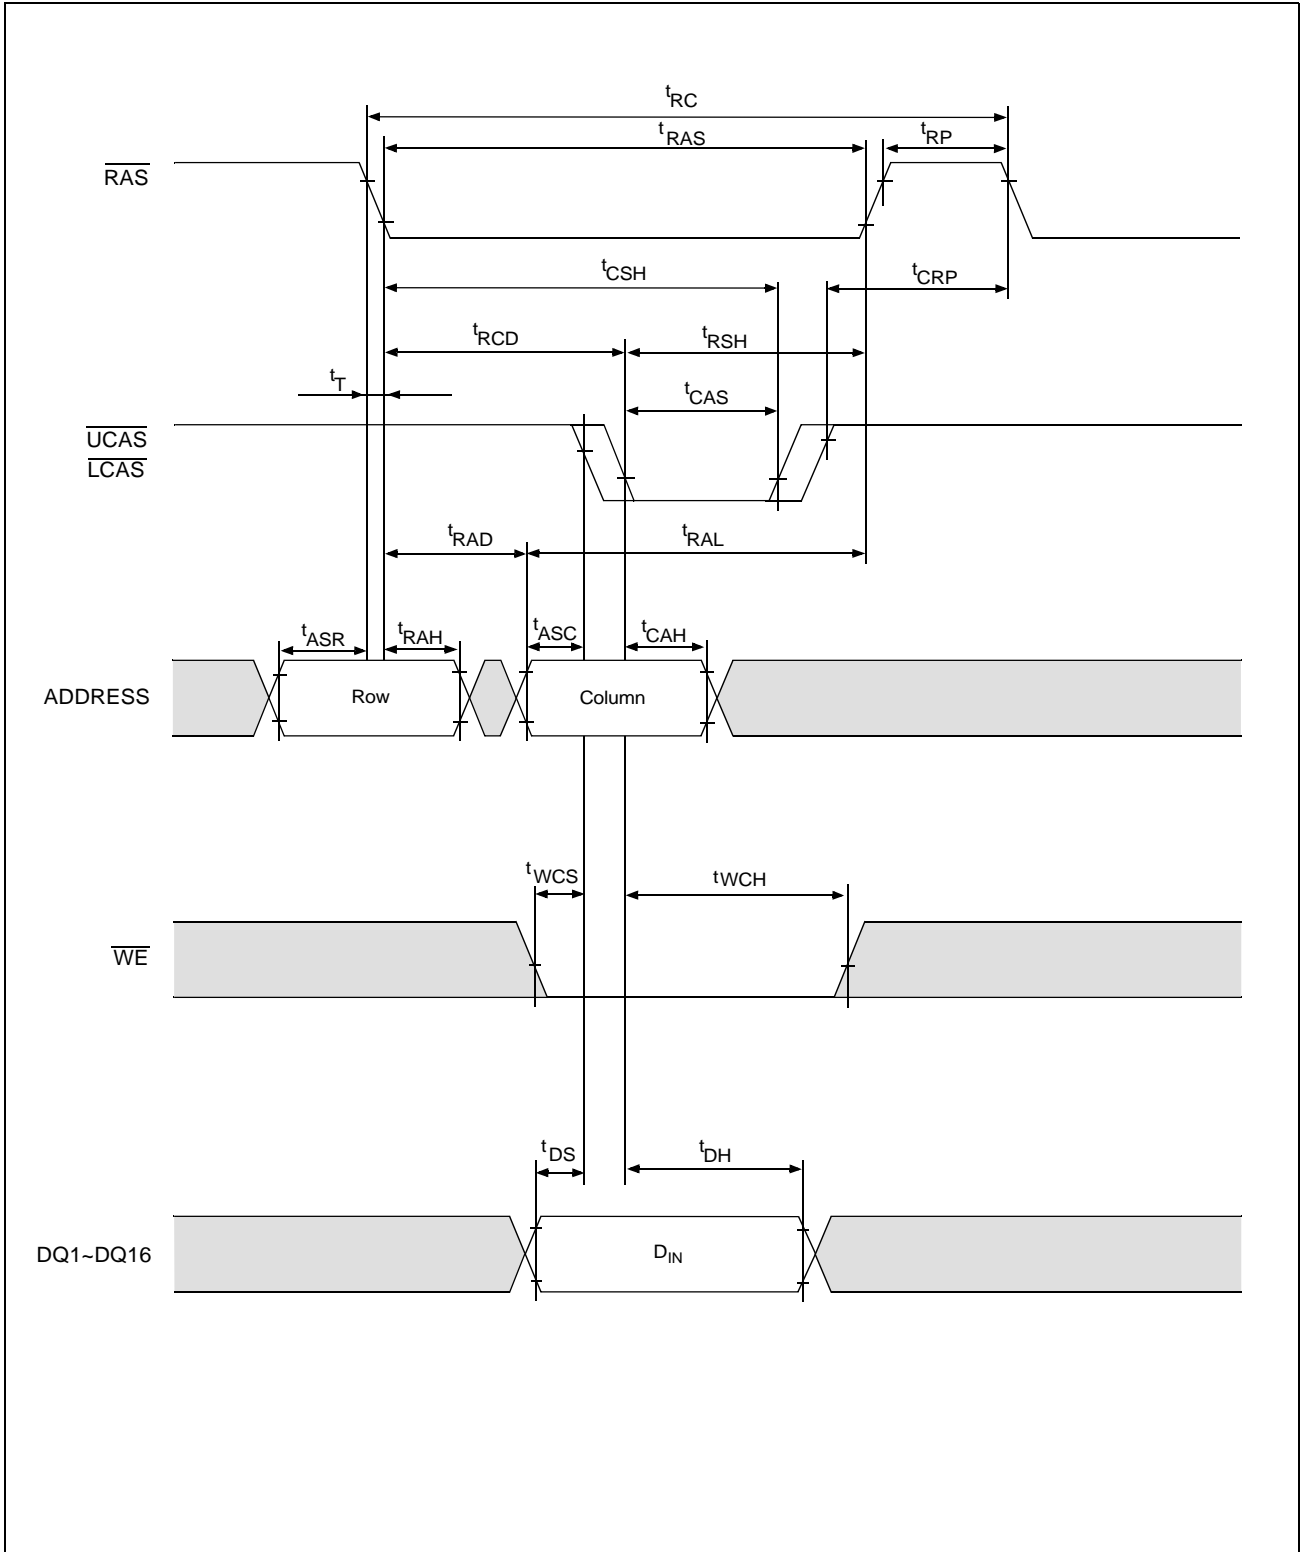 tRC
tRAS
tRP
RAS
tCSH
tCRP
tRCD
tRSH
tT
tCAS
UCAS
LCAS
tRAD
tRAL
tASR
tRAH
tASC
tCAH
ADDRESS
Row
Column
tWCS
tWCH
WE
tDS
tDH
DQ1~DQ16
DIN